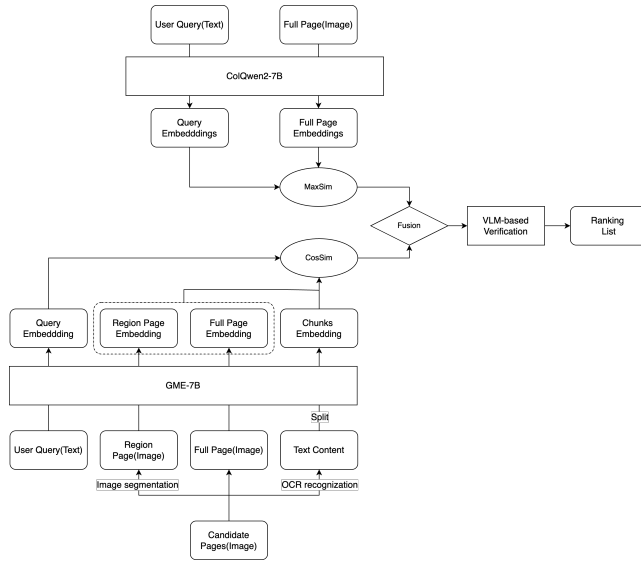 User Query(Text)
Full Page(Image)
ColQwen2-7B
Query
Embedddings
Full Page
Embeddings
MaxSim
Fusion
VLM-based
Verification
Ranking
List
CosSim
Query
Embeddding
Region Page
Embedding
Full Page
Embedding
Chunks
Embedding
GME-7B
Split
User Query(Text)
Region
Page(Image)
Full Page(Image)
Text Content
Image segmentation
OCR recognization
Candidate
Pages(Image)